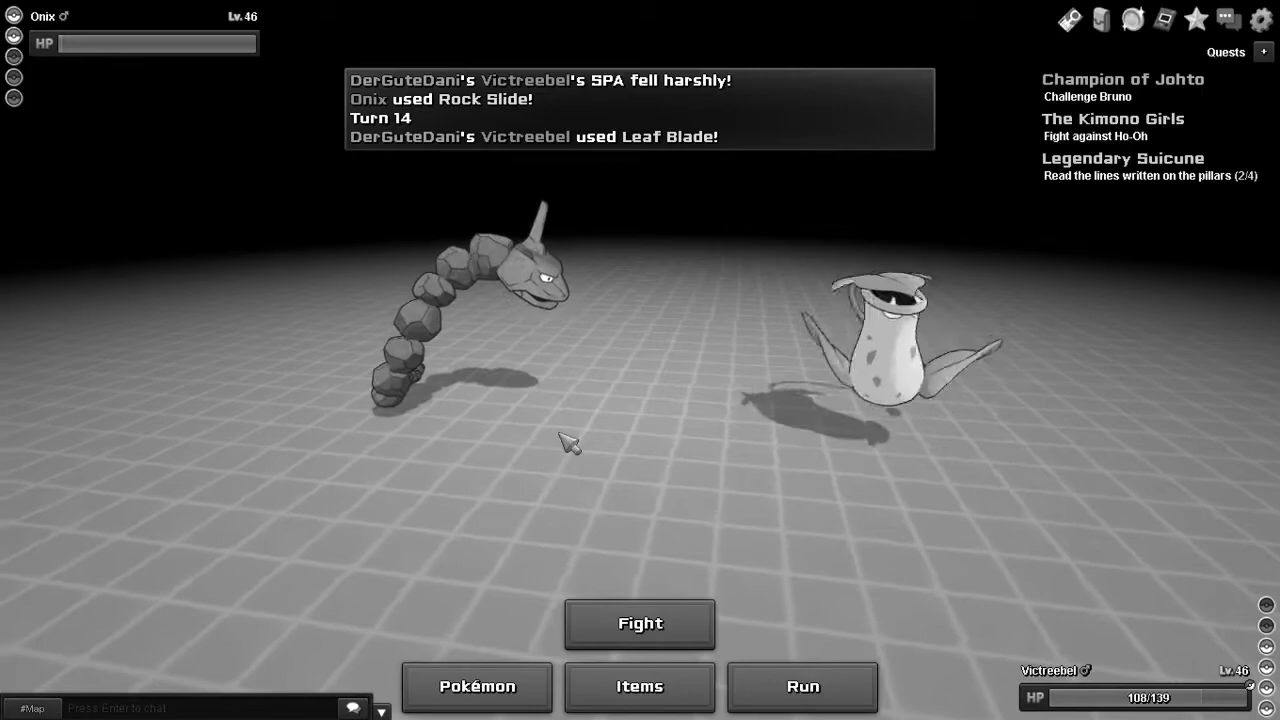 Onix ♂ Lv. 46
HP
DerGuteDani's Victreebel's SPA fell harshly!
Onix used Rock Slide!
Turn 14
DerGuteDani's Victreebel used Leaf Blade!
Quests +
Champion of Johto
Challenge Bruno
The Kimono Girls
Fight against Ho-Oh
Legendary Suicune
Read the lines written on the pillars (2/4)
Fight
Pokémon Items Run
Victreebel ♂ Lv. 46
HP 108/139
#Map Press Enter to chat